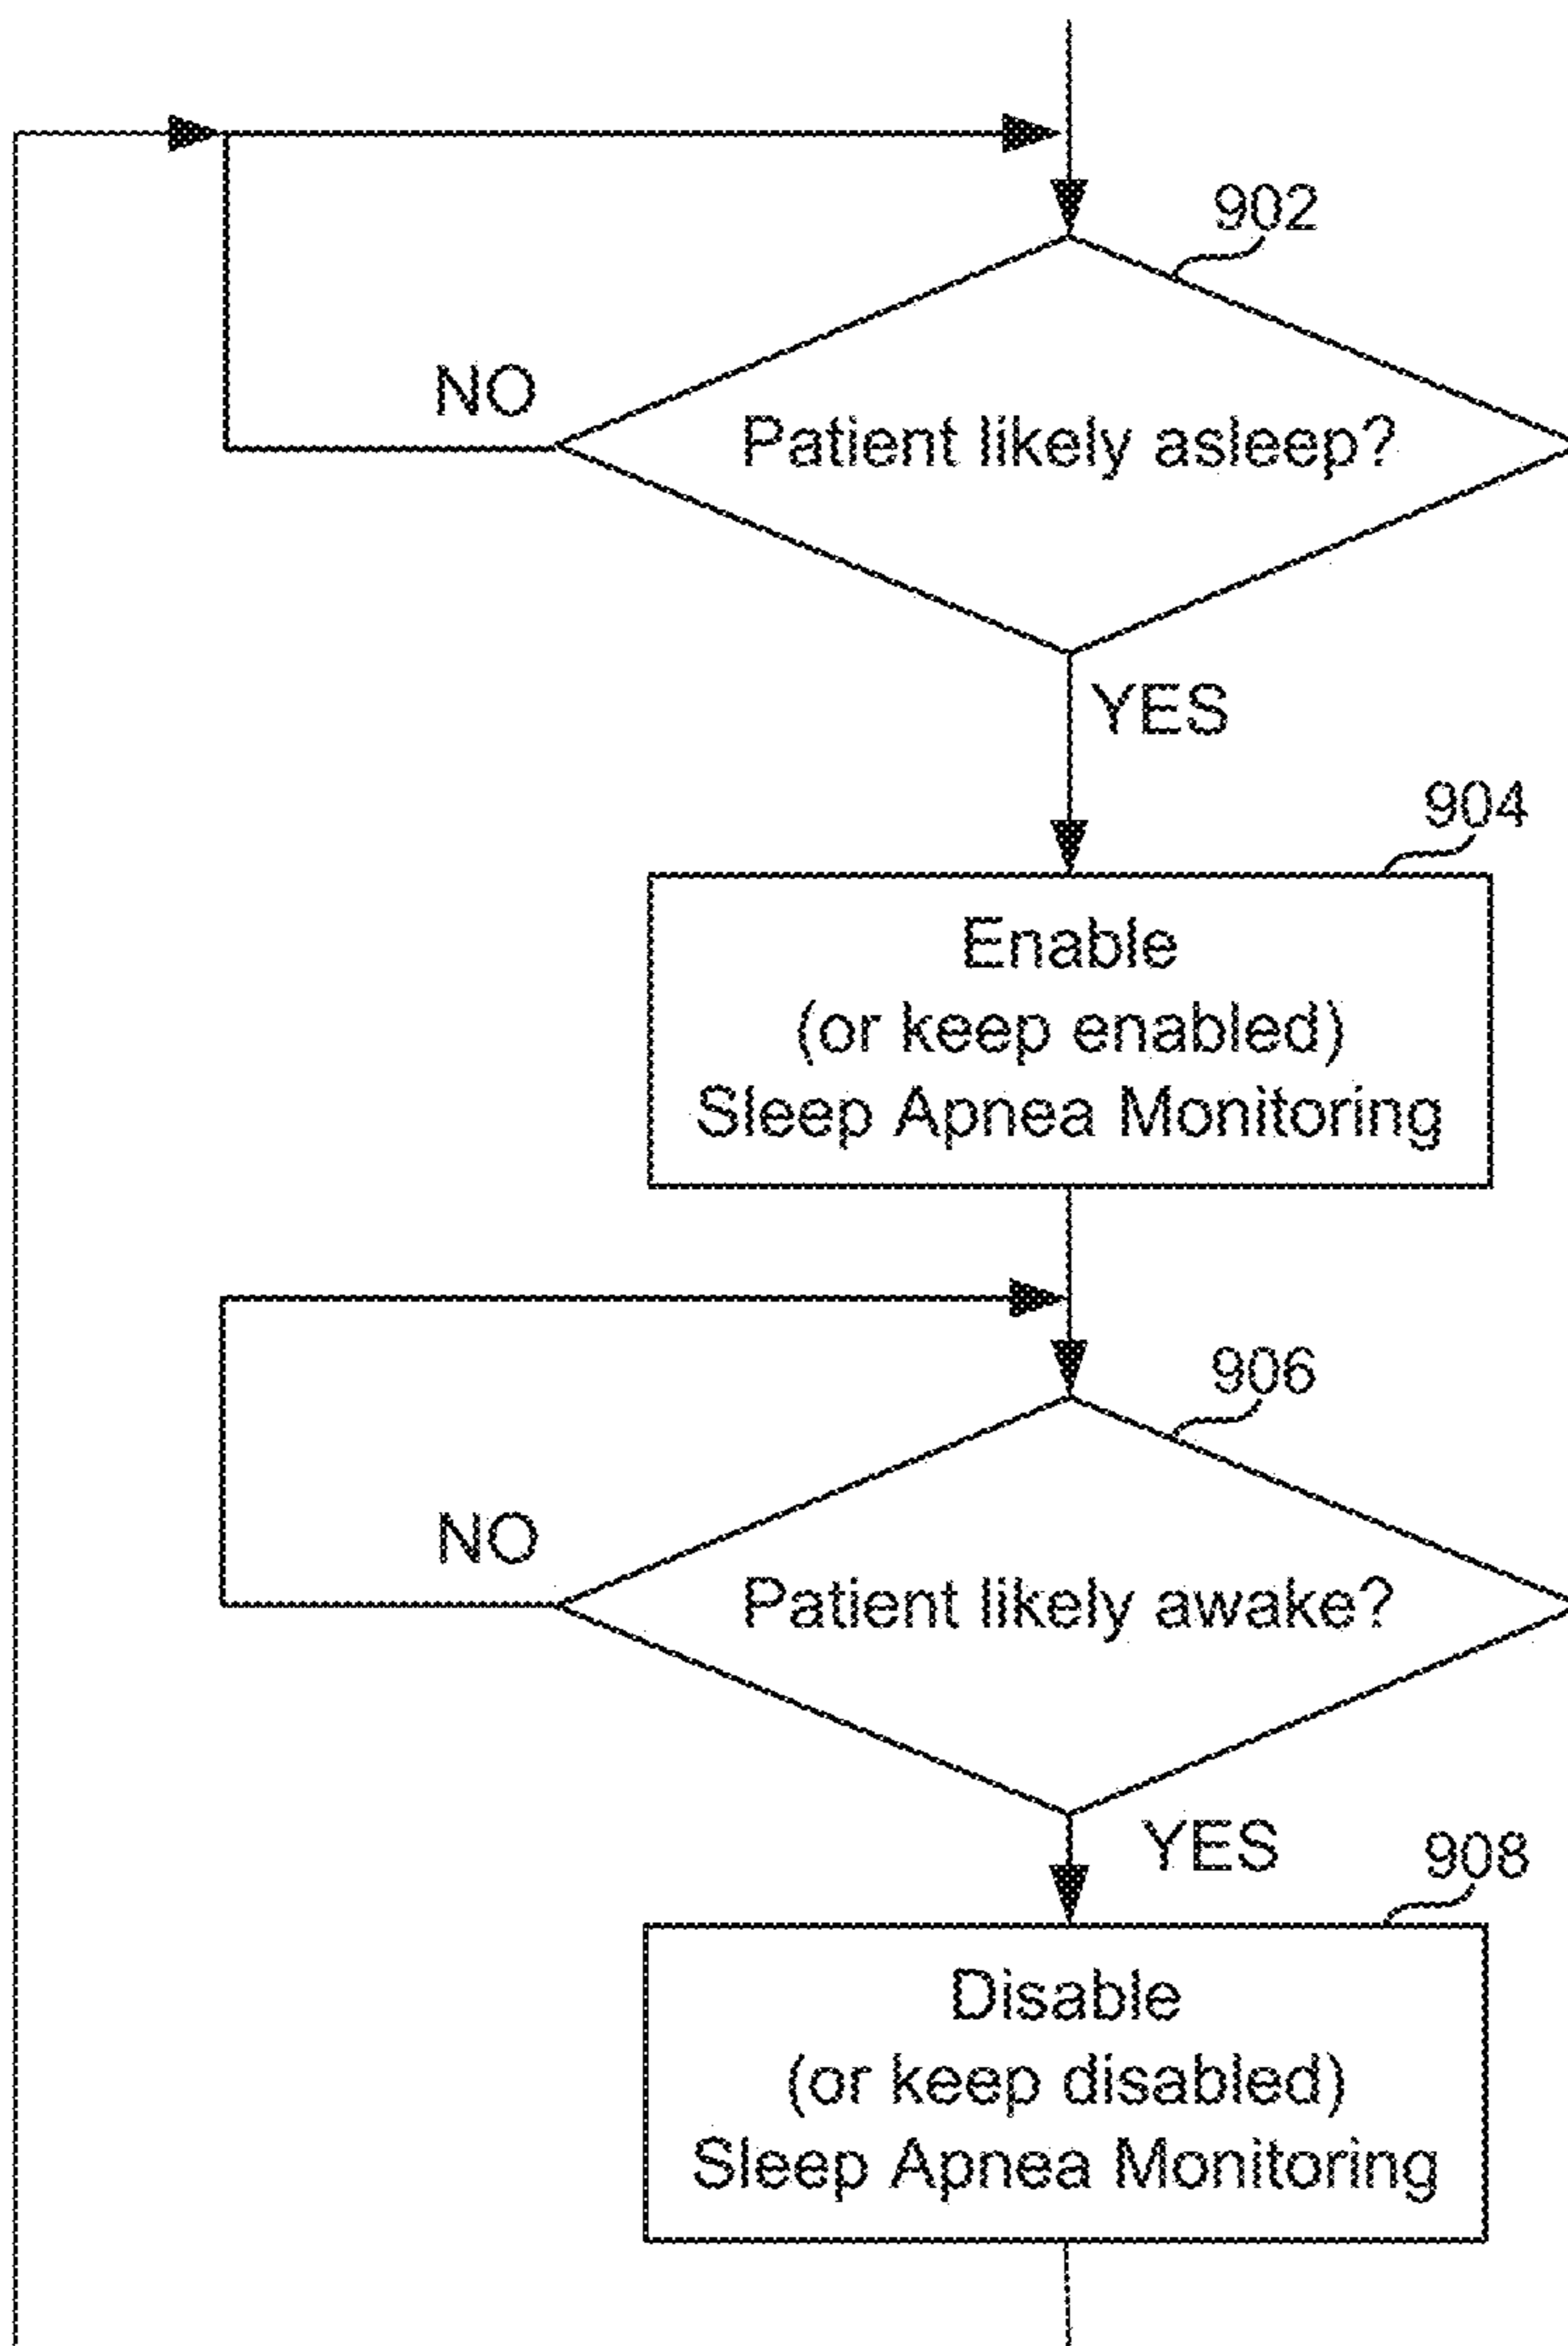 902
NO
Patient likely asleep?
YES
904
Enable
(or keep enabled)
Sleep Apnea Monitoring
906
NO
Patient likely awake?
YES
908
Disable
(or keep disabled)
Sleep Apnea Monitoring